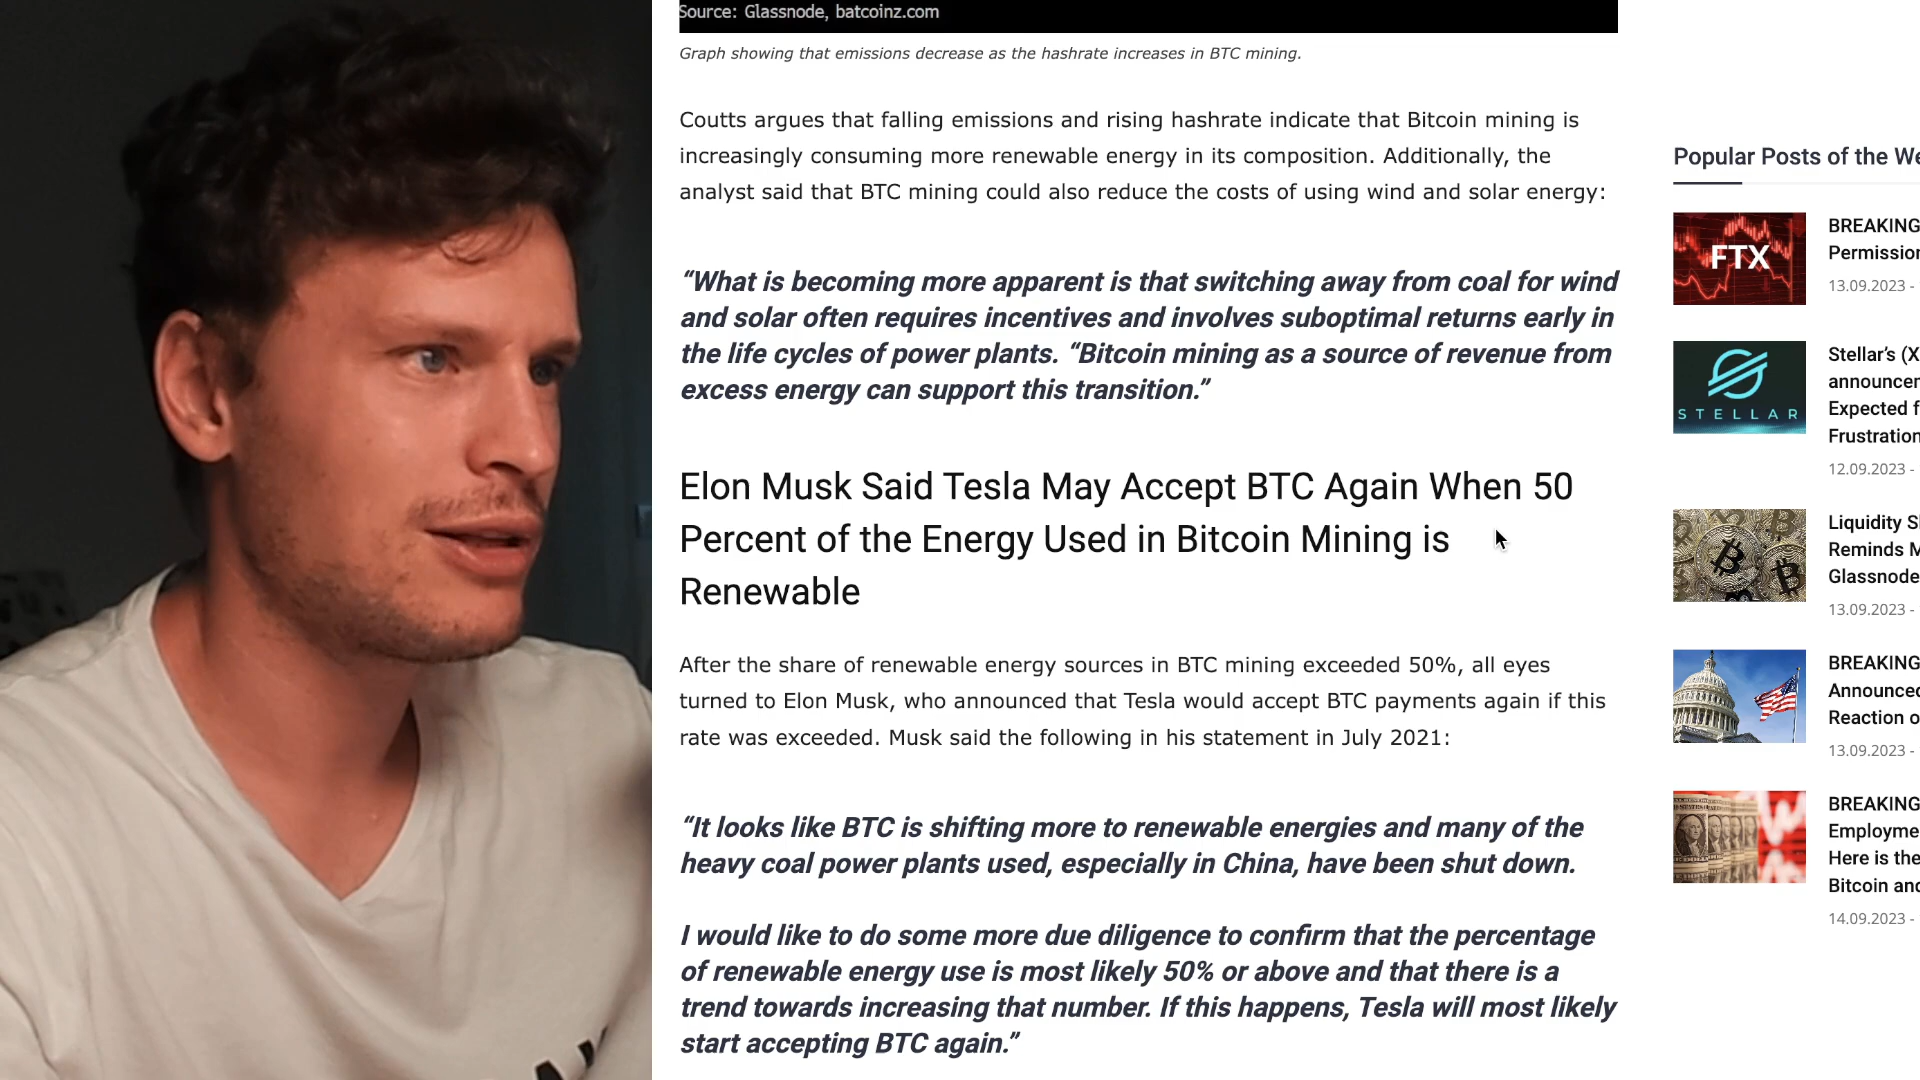 Source: Glassnode, batcoinz.com
Graph showing that emissions decrease as the hashrate increases in BTC mining.
Coutts argues that falling emissions and rising hashrate indicate that Bitcoin mining is
increasingly consuming more renewable energy in its composition. Additionally, the
analyst said that BTC mining could also reduce the costs of using wind and solar energy:
“What is becoming more apparent is that switching away from coal for wind
and solar often requires incentives and involves suboptimal returns early in
the life cycles of power plants. “Bitcoin mining as a source of revenue from
excess energy can support this transition.”
Elon Musk Said Tesla May Accept BTC Again When 50
Percent of the Energy Used in Bitcoin Mining is
Renewable
After the share of renewable energy sources in BTC mining exceeded 50%, all eyes
turned to Elon Musk, who announced that Tesla would accept BTC payments again if this
rate was exceeded. Musk said the following in his statement in July 2021:
“It looks like BTC is shifting more to renewable energies and many of the
heavy coal power plants used, especially in China, have been shut down.
I would like to do some more due diligence to confirm that the percentage
of renewable energy use is most likely 50% or above and that there is a
trend towards increasing that number. If this happens, Tesla will most likely
start accepting BTC again.”
Popular Posts of the We
FTX
BREAKING
Permission
13.09.2023 -
STELLAR
Stellar’s (X
announcer
Expected f
Frustration
12.09.2023 -
Liquidity S
Reminds M
Glassnode
13.09.2023 -
BREAKING
Announced
Reaction o
13.09.2023 -
BREAKING
Employme
Here is the
Bitcoin and
14.09.2023 -